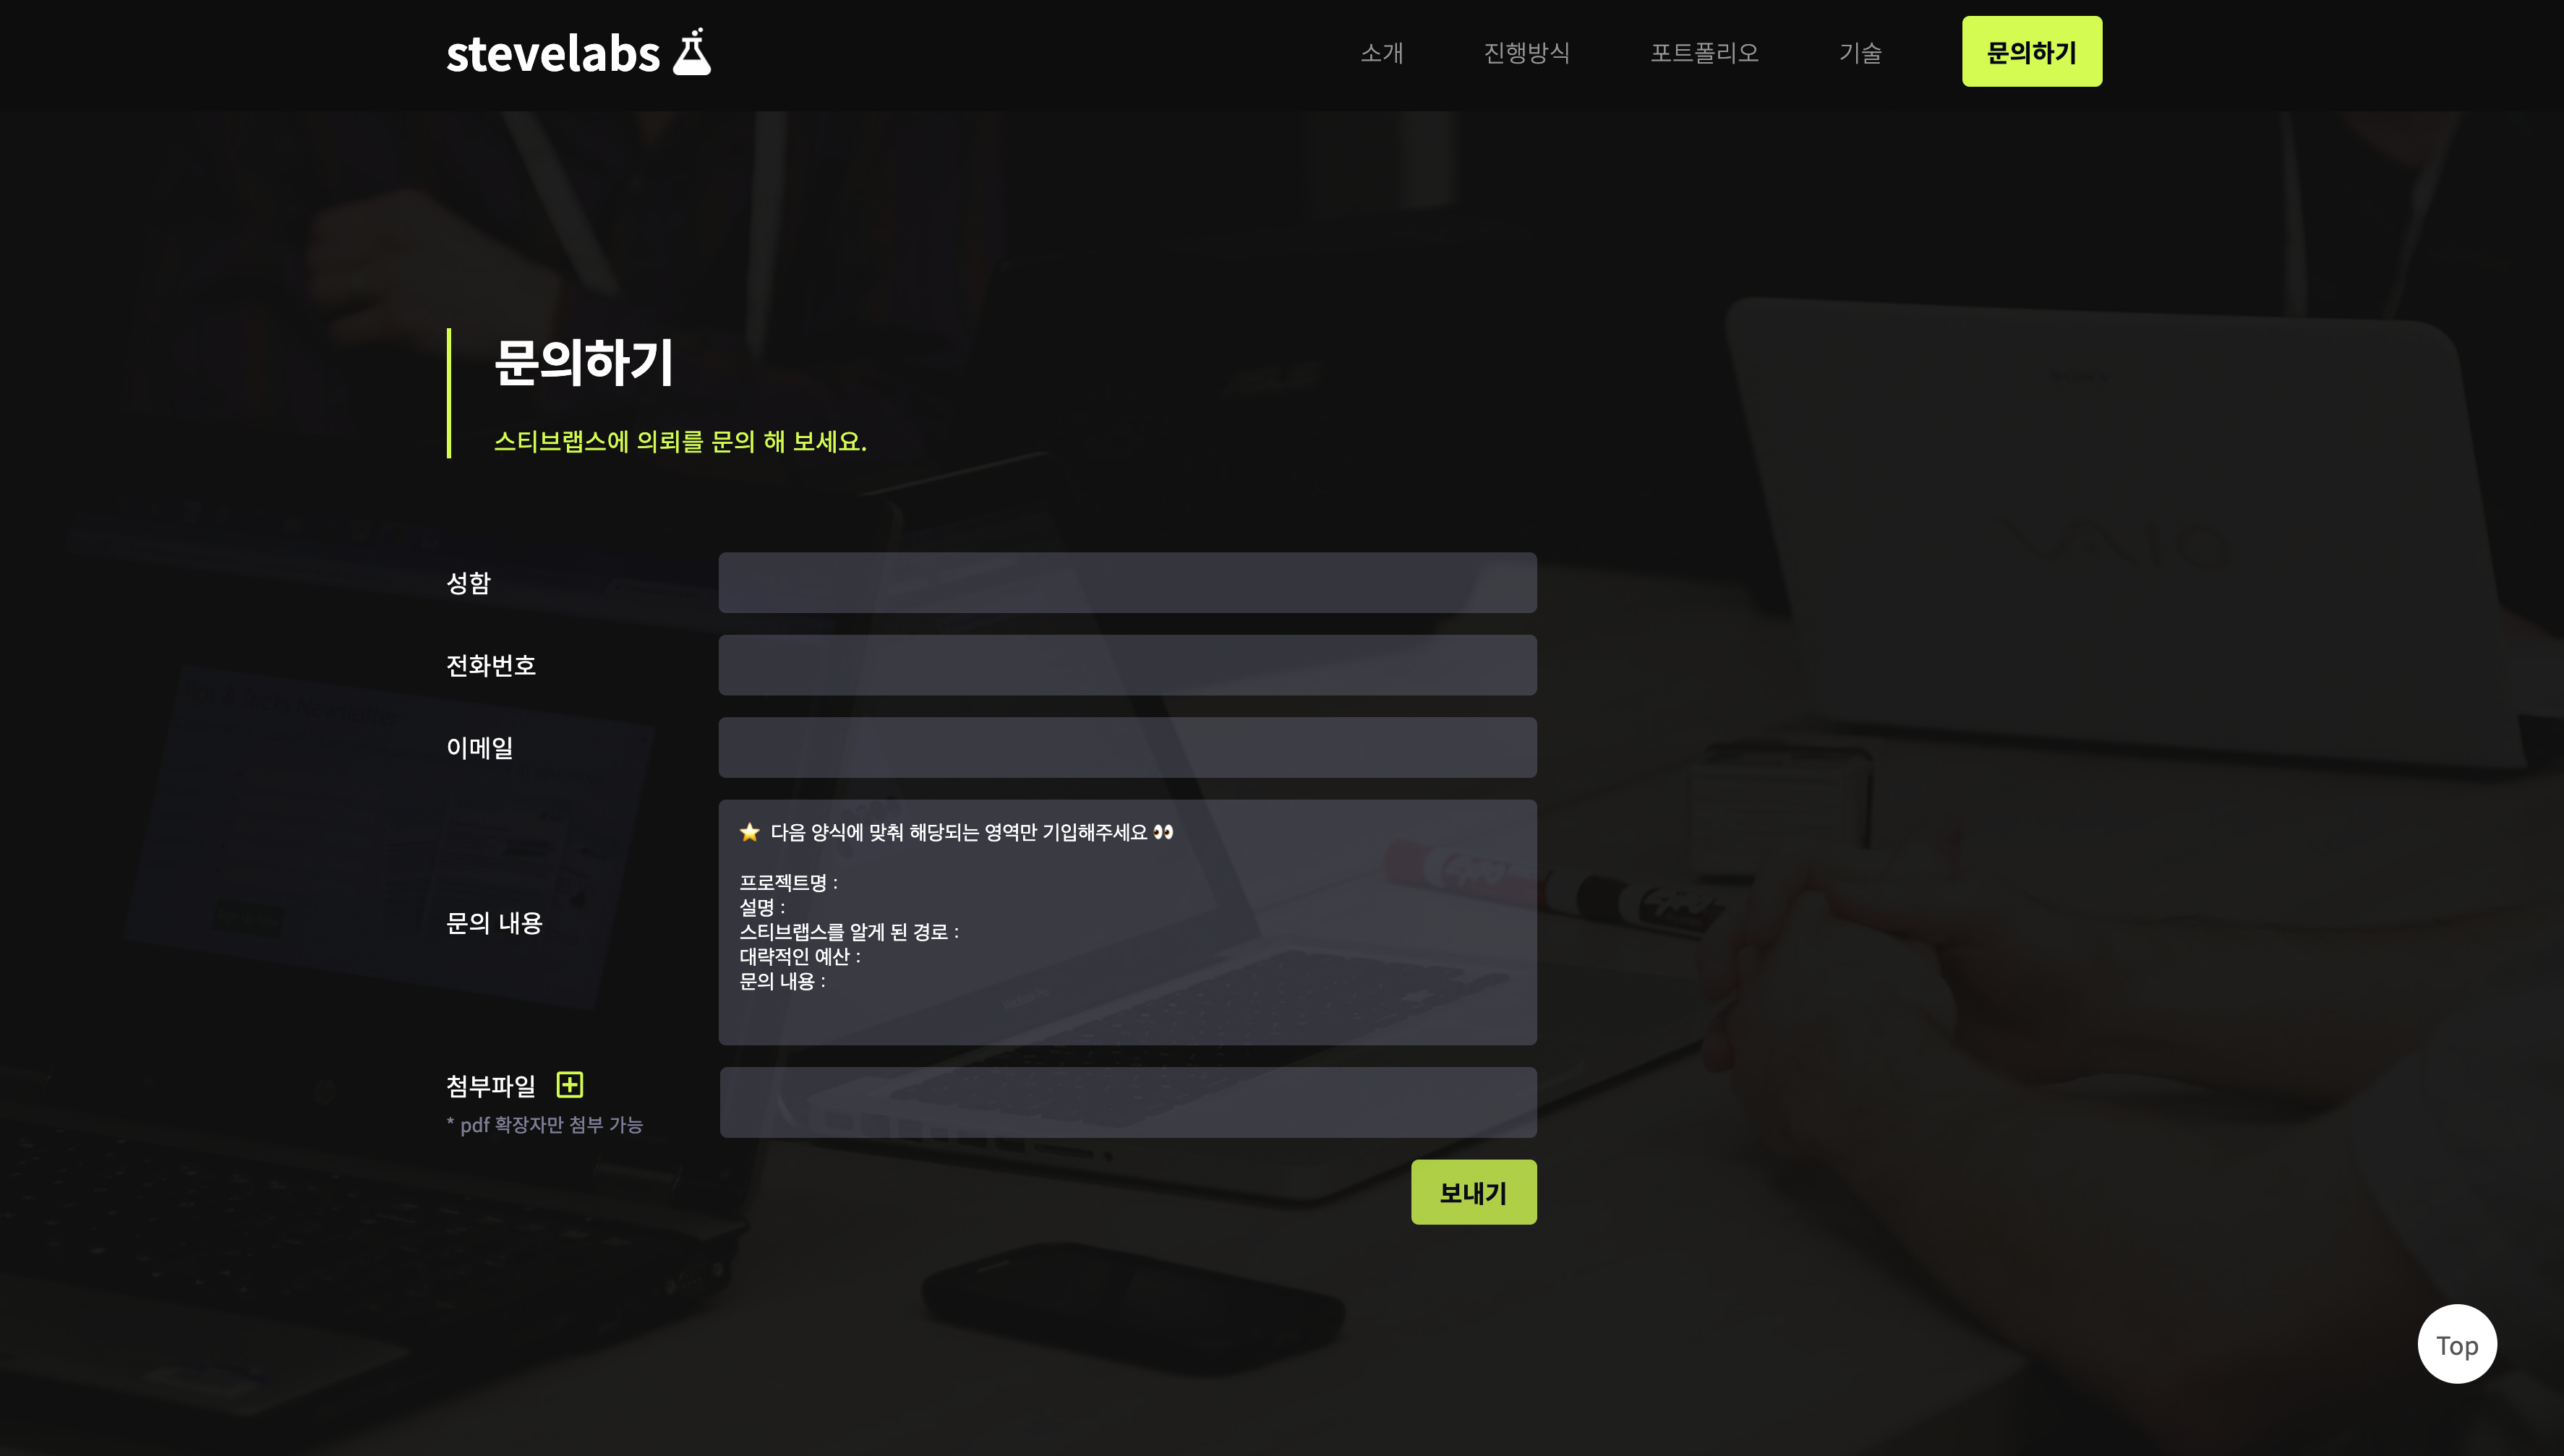 stevelabs
소개
진행방식
포트폴리오
기술
문의하기
문의하기
스티브랩스에 의뢰를 문의 해 보세요.
성함
전화번호
이메일
문의 내용
⭐ 다음 양식에 맞춰 해당되는 영역만 기입해주세요 👀
프로젝트명 :
설명 :
스티브랩스를 알게 된 경로 :
대략적인 예산 :
문의 내용 :
첨부파일
* pdf 확장자만 첨부 가능
보내기
VAIO
Top